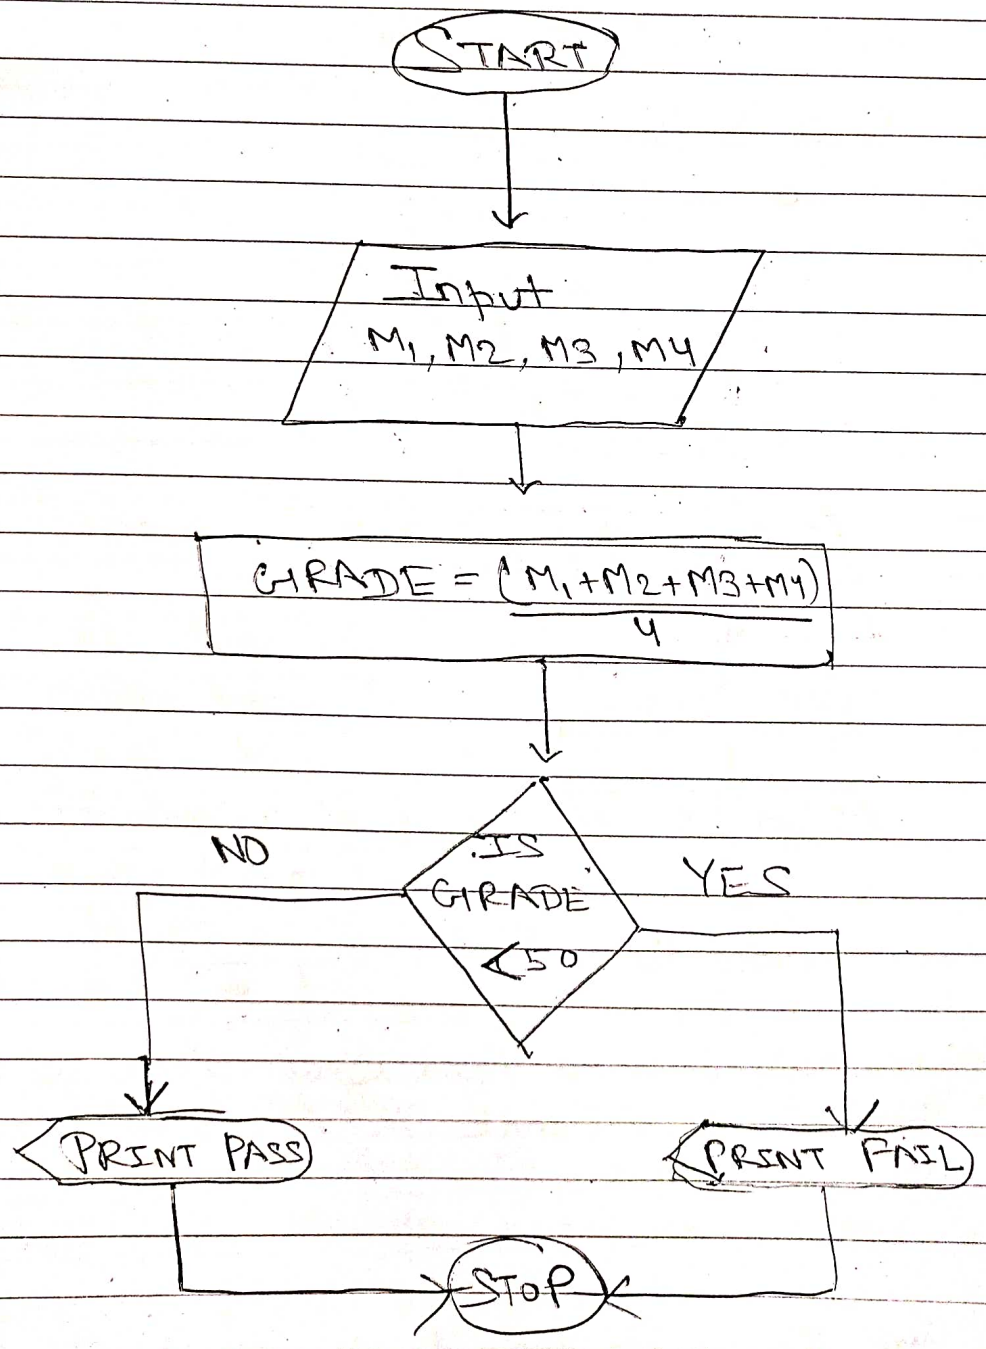 START
Input
M1, M2, M3, M4
GRADE = (M1+M2+M3+M4)
4
IS
GRADE
<50
NO
YES
PRINT PASS
PRINT FAIL
STOP